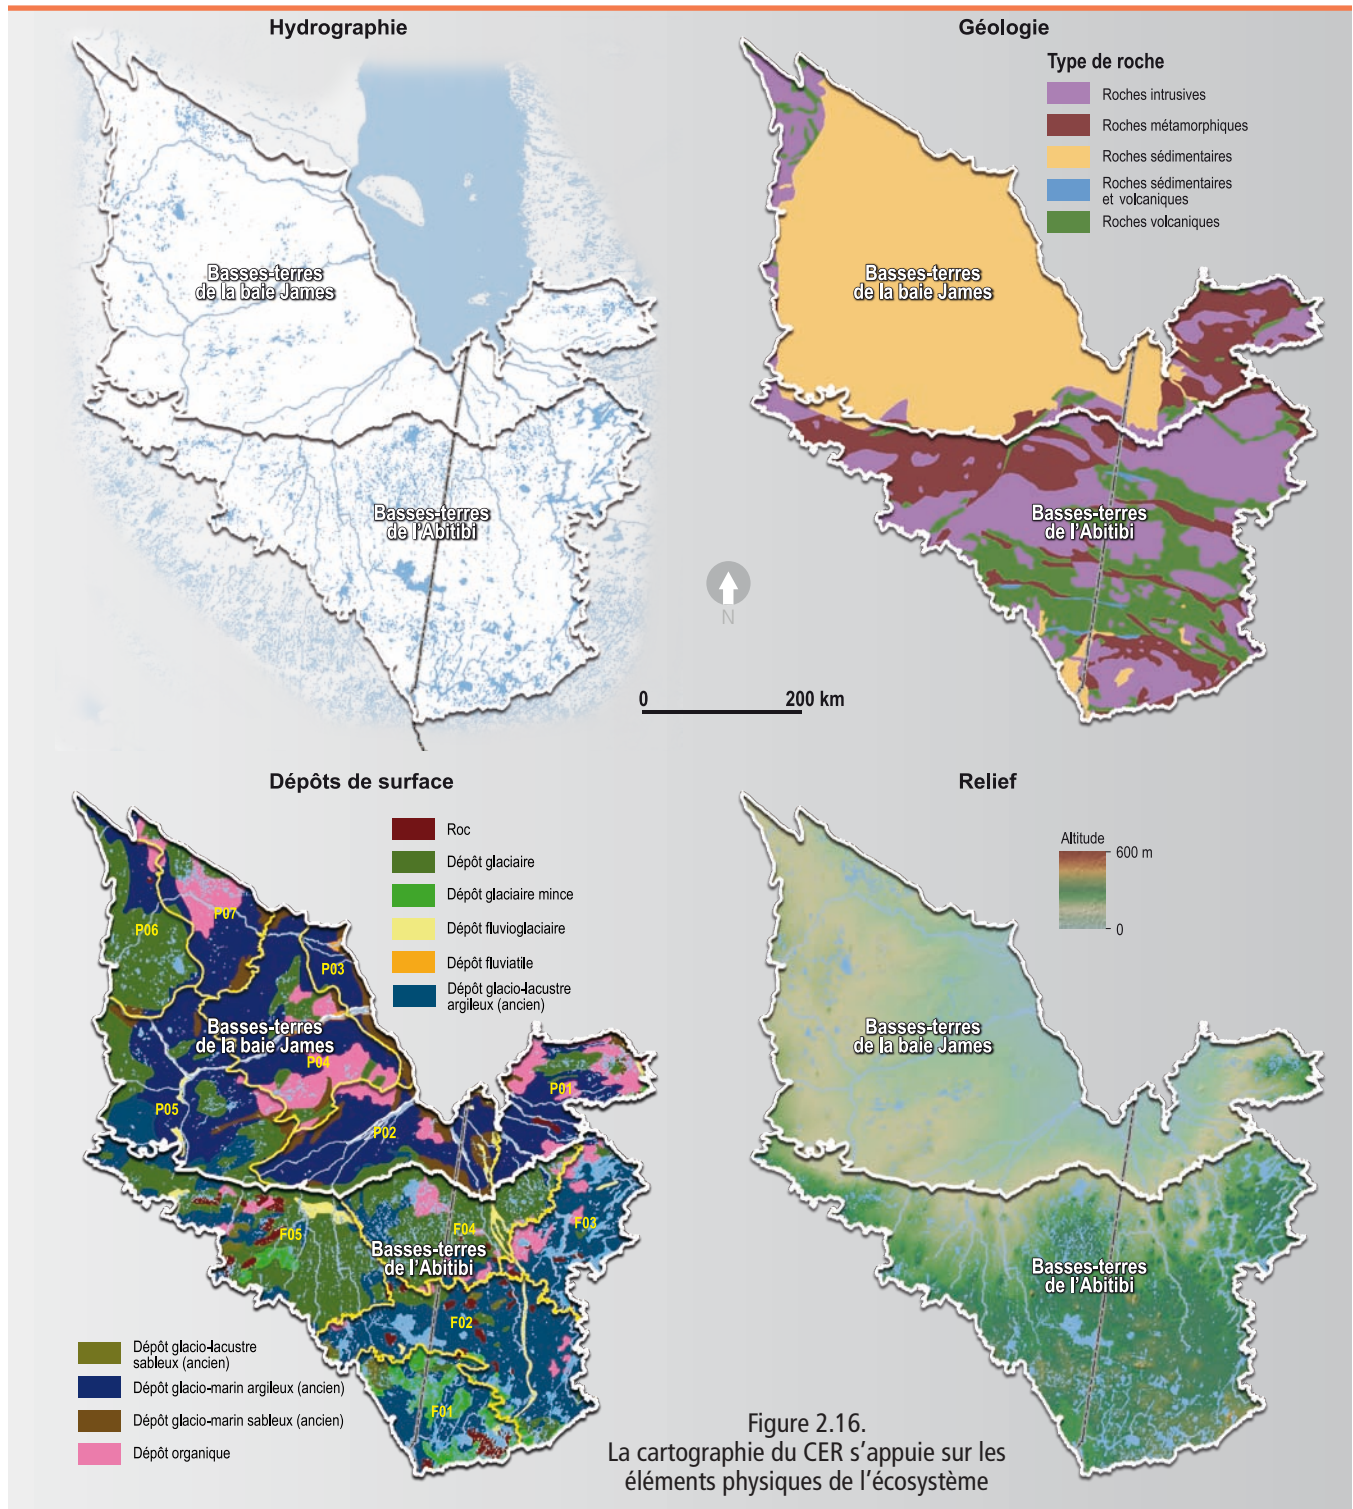 Hydrographie
Basses-terres
de la baie James
Basses-terres
de l'Abitibi
Géologie
Type de roche
Roches intrusives
Roches métamorphiques
Roches sédimentaires
Roches sédimentaires
et volcaniques
Roches volcaniques
Basses-terres
de la baie James
Basses-terres
de l'Abitibi
N
0 200 km
Dépôts de surface
Roc
Dépôt glaciaire
Dépôt glaciaire mince
Dépôt fluvioglaciaire
Dépôt fluviatile
Dépôt glacio-lacustre
argileux (ancien)
P07
P06
P03
Basses-terres
de la baie James
P04
P01
P05
P02
F03
F04
F05
Basses-terres
de l'Abitibi
F02
F01
Dépôt glacio-lacustre
sableux (ancien)
Dépôt glacio-marin argileux (ancien)
Dépôt glacio-marin sableux (ancien)
Dépôt organique
Relief
Altitude
600 m
0
Basses-terres
de la baie James
Basses-terres
de l'Abitibi
Figure 2.16.
La cartographie du CER s'appuie sur les
éléments physiques de l'écosystème